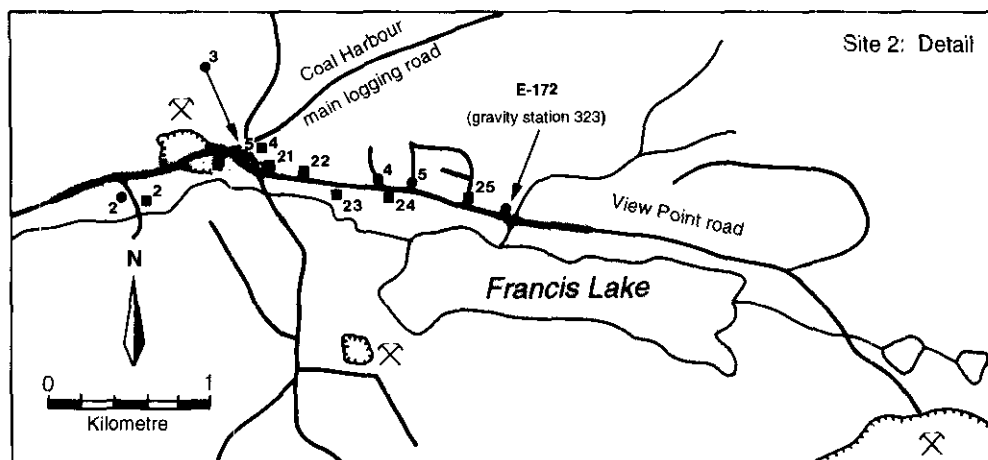 Site 2: Detail
3
Coal Harbour
main logging road
E-172
(gravity station 323)
5
4
21
22
4
5
25
23
24
2
2
View Point road
N
Francis Lake
0
1
Kilometre